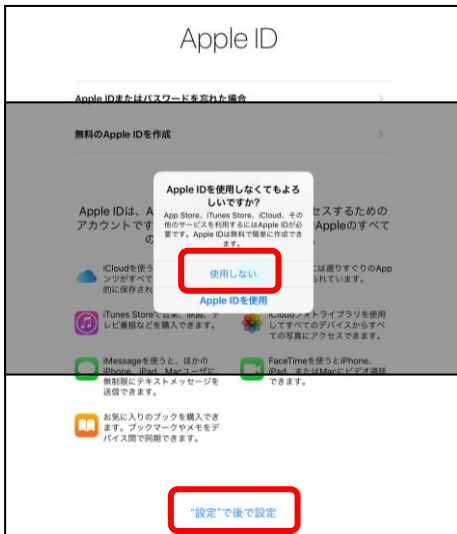 Apple ID
Apple IDまたはパスワードを忘れた場合
無料のApple IDを作成
Apple IDを使用しなくてもよろ
しいですか?
App Store、iTunes Store、iCloud、その
他のサービスを利用するにはApple IDが必
要です。Apple IDは無料で簡単に作成でき
ます。
使用しない
Apple IDを使用
Apple IDは、A
セスするための
アカウントです
Appleのすべて
の
iCloudを使う
ンツがすべて
的に保存され
には選りすぐりのApp
られています。
iTunes Storeで音楽、映画、テ
レビ番組などを購入できます。
iCloudフォトライブラリを使用
してすべてのデバイスからすべ
ての写真にアクセスできます。
iMessageを使うと、ほかの
iPhone、iPad、Macユーザに、
無制限にテキストメッセージを
送信できます。
FaceTimeを使うとiPhone、
iPad、またはMacにビデオ通話
できます。
お気に入りのブックを購入でき
ます。ブックマークやメモをデ
バイス間で同期できます。
“設定”で後で設定